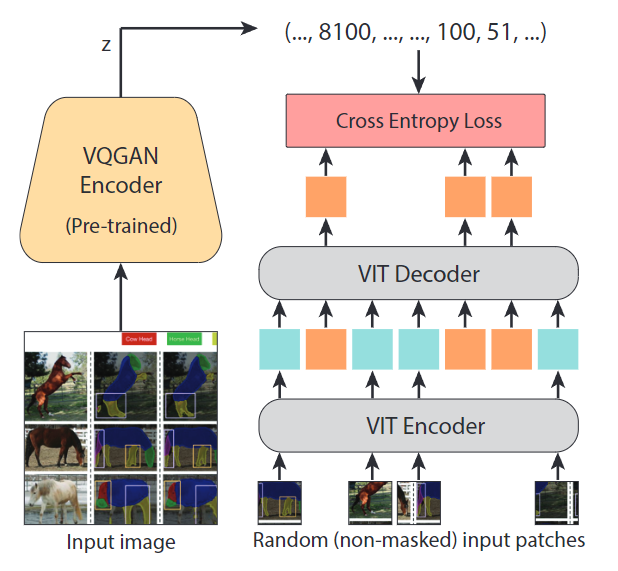 z
(..., 8100, ..., ..., 100, 51, ...)
Cross Entropy Loss
VQGAN
Encoder
(Pre-trained)
VIT Decoder
Cow Head
Horse Head
VIT Encoder
Input image
Random (non-masked) input patches